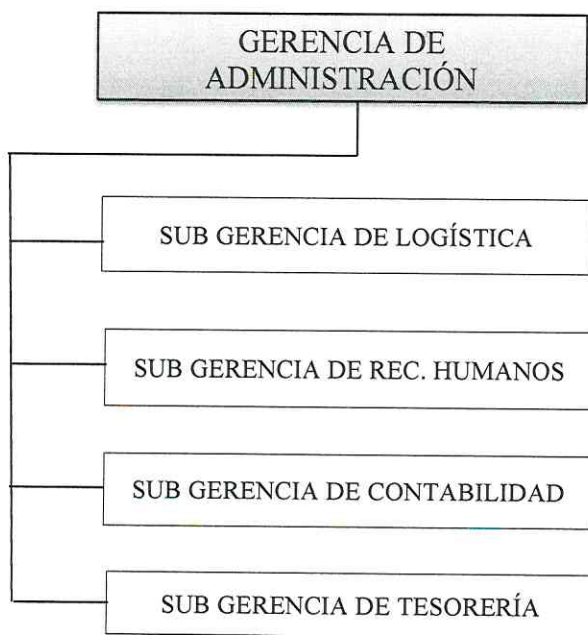 GERENCIA DE
ADMINISTRACIÓN
SUB GERENCIA DE LOGÍSTICA
SUB GERENCIA DE REC. HUMANOS
SUB GERENCIA DE CONTABILIDAD
SUB GERENCIA DE TESORERÍA